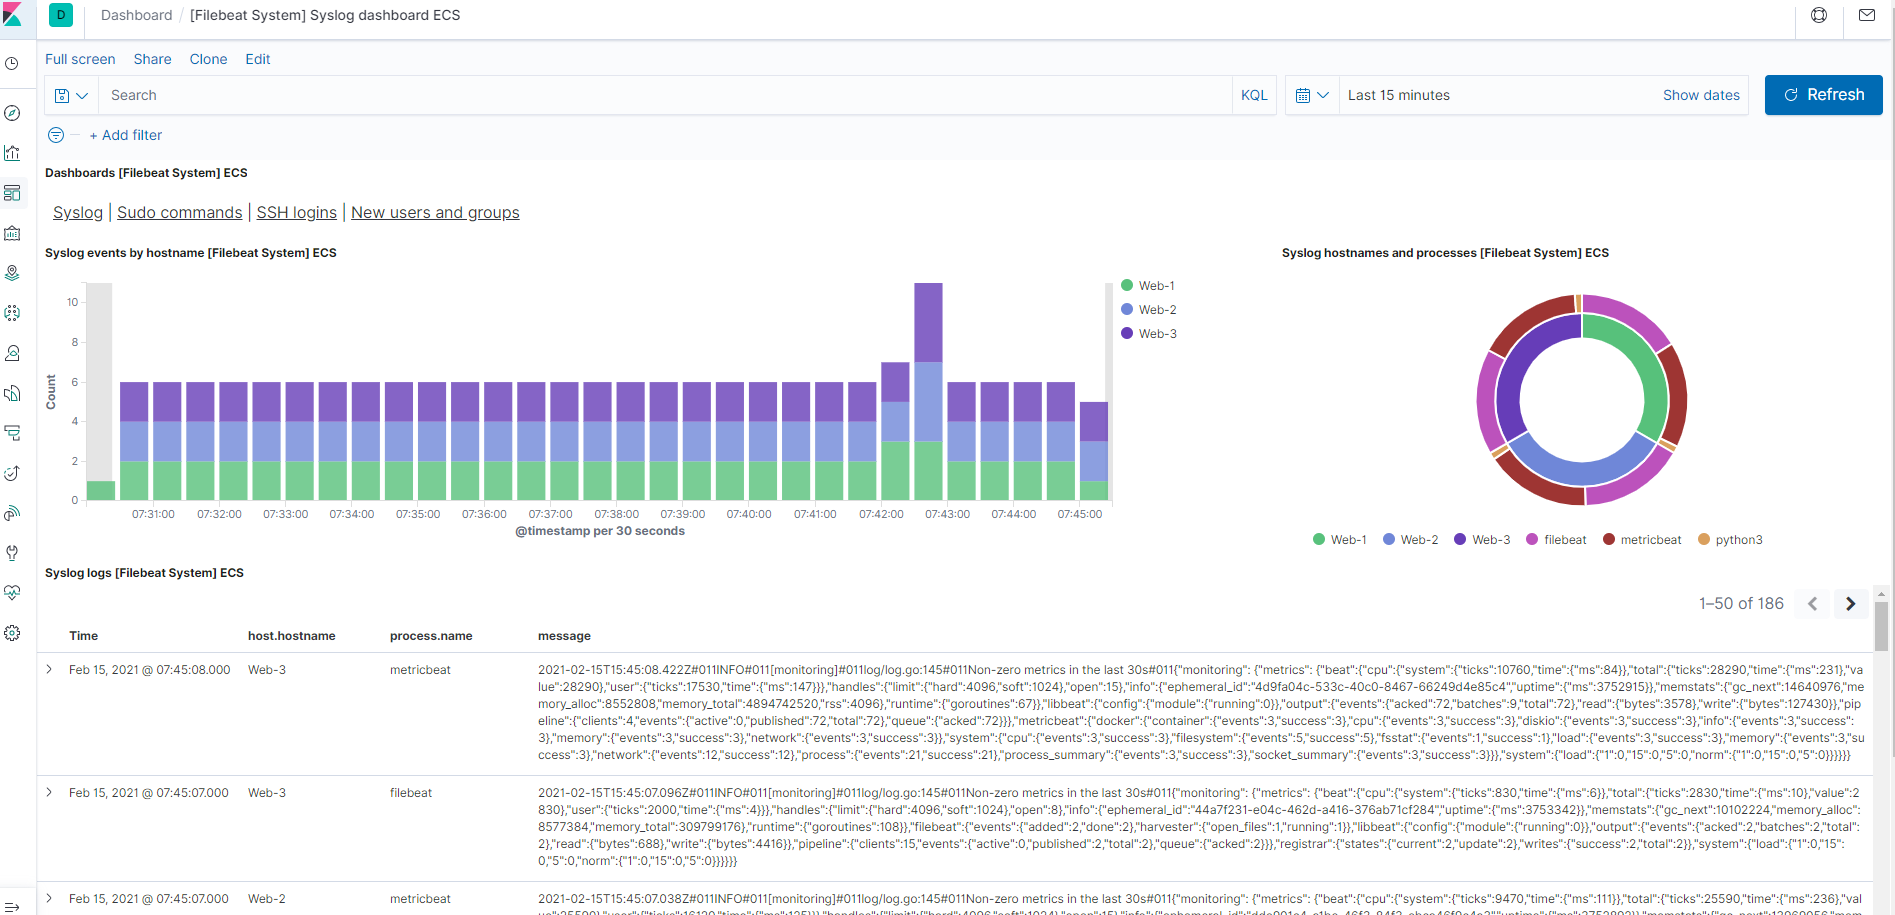 D Dashboard / [Filebeat System] Syslog dashboard ECS
Full screen Share Clone Edit
Search KQL Last 15 minutes Show dates Refresh
+ Add filter
Dashboards [Filebeat System] ECS
Syslog | Sudo commands | SSH logins | New users and groups
Syslog events by hostname [Filebeat System] ECS
10
8
6
4
2
0
Count
07:31:00 07:32:00 07:33:00 07:34:00 07:35:00 07:36:00 07:37:00 07:38:00 07:39:00 07:40:00 07:41:00 07:42:00 07:43:00 07:44:00 07:45:00
@timestamp per 30 seconds
Web-1
Web-2
Web-3
Syslog hostnames and processes [Filebeat System] ECS
Web-1 Web-2 Web-3 filebeat metricbeat python3
Syslog logs [Filebeat System] ECS
1–50 of 186
Time host.hostname process.name message
Feb 15, 2021 @ 07:45:08.000 Web-3 metricbeat 2021-02-15T15:45:08.422Z#011INFO#011[monitoring]#011log/log.go:145#011Non-zero metrics in the last 30s#011{"monitoring": {"metrics": {"beat":{"cpu":{"system":{"ticks":10760,"time":{"ms":84}},"total":{"ticks":28290,"time":{"ms":231},"va
lue":28290},"user":{"ticks":17530,"time":{"ms":147}}},"handles":{"limit":{"hard":4096,"soft":1024},"open":15},"info":{"ephemeral_id":"4d9fa04c-533c-40c0-8467-66249d4e85c4","uptime":{"ms":3752915}},"memstats":{"gc_next":14640976,"me
mory_alloc":8552808,"memory_total":4894742520,"rss":4096},"runtime":{"goroutines":67}},"libbeat":{"config":{"module":{"running":0}},"output":{"events":{"acked":72,"batches":9,"total":72},"read":{"bytes":3578},"write":{"bytes":127430}},"pip
eline":{"clients":4,"events":{"active":0,"published":72,"total":72},"queue":{"acked":72}}},"metricbeat":{"docker":{"container":{"events":3,"success":3},"cpu":{"events":3,"success":3},"diskio":{"events":3,"success":3},"info":{"events":3,"success":
3},"memory":{"events":3,"success":3},"network":{"events":3,"success":3}},"system":{"cpu":{"events":3,"success":3},"filesystem":{"events":5,"success":5},"fsstat":{"events":1,"success":1},"load":{"events":3,"success":3},"memory":{"events":3,"su
ccess":3},"network":{"events":12,"success":12},"process":{"events":21,"success":21},"process_summary":{"events":3,"success":3},"socket_summary":{"events":3,"success":3}}},"system":{"load":{"1":0,"15":0,"5":0,"norm":{"1":0,"15":0,"5":0}}}}}}
Feb 15, 2021 @ 07:45:07.000 Web-3 filebeat 2021-02-15T15:45:07.096Z#011INFO#011[monitoring]#011log/log.go:145#011Non-zero metrics in the last 30s#011{"monitoring": {"metrics": {"beat":{"cpu":{"system":{"ticks":830,"time":{"ms":6}},"total":{"ticks":2830,"time":{"ms":10},"value":2
830},"user":{"ticks":2000,"time":{"ms":4}}},"handles":{"limit":{"hard":4096,"soft":1024},"open":8},"info":{"ephemeral_id":"44a7f231-e04c-462d-a416-376ab71cf284","uptime":{"ms":3753342}},"memstats":{"gc_next":10102224,"memory_alloc":
8577384,"memory_total":309799176},"runtime":{"goroutines":108}},"filebeat":{"events":{"added":2,"done":2},"harvester":{"open_files":1,"running":1}},"libbeat":{"config":{"module":{"running":0}},"output":{"events":{"acked":2,"batches":2,"total":
2},"read":{"bytes":688},"write":{"bytes":4416}},"pipeline":{"clients":15,"events":{"active":0,"published":2,"total":2},"queue":{"acked":2}}},"registrar":{"states":{"current":2,"update":2},"writes":{"success":2,"total":2}},"system":{"load":{"1":0,"15":
0,"5":0,"norm":{"1":0,"15":0,"5":0}}}}}}
Feb 15, 2021 @ 07:45:07.000 Web-2 metricbeat 2021-02-15T15:45:07.038Z#011INFO#011[monitoring]#011log/log.go:145#011Non-zero metrics in the last 30s#011{"monitoring": {"metrics": {"beat":{"cpu":{"system":{"ticks":9470,"time":{"ms":111}},"total":{"ticks":25590,"time":{"ms":236},"val